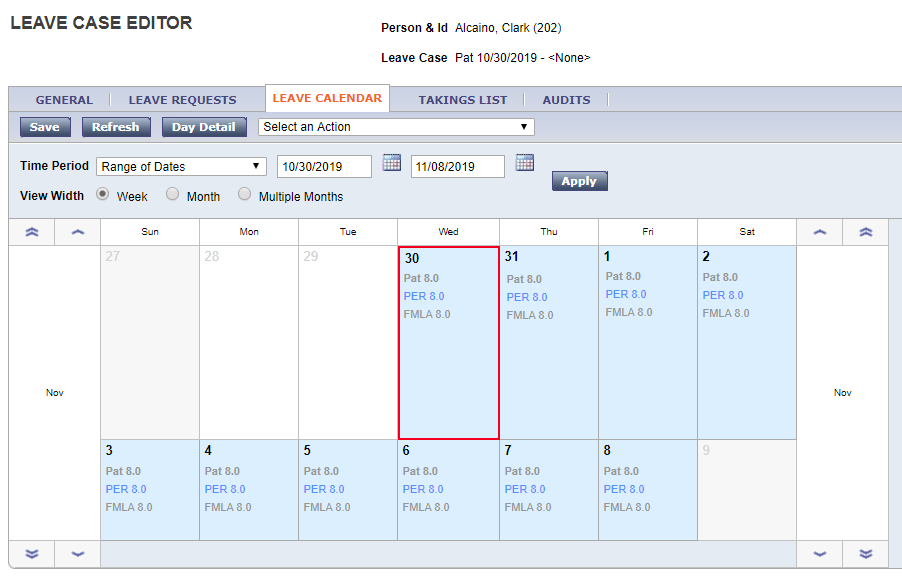 LEAVE CASE EDITOR
Person & Id Alcaino, Clark (202)
Leave Case Pat 10/30/2019 - <None>
GENERAL LEAVE REQUESTS LEAVE CALENDAR TAKINGS LIST AUDITS
Save Refresh Day Detail Select an Action
Time Period Range of Dates 10/30/2019 11/08/2019
Apply
View Width Week Month Multiple Months
Sun Mon Tue Wed Thu Fri Sat
27 28 29 30 31 1 2
Pat 8.0 Pat 8.0 Pat 8.0 Pat 8.0
PER 8.0 PER 8.0 PER 8.0 PER 8.0
FMLA 8.0 FMLA 8.0 FMLA 8.0 FMLA 8.0
Nov Nov
3 4 5 6 7 8 9
Pat 8.0 Pat 8.0 Pat 8.0 Pat 8.0 Pat 8.0 Pat 8.0
PER 8.0 PER 8.0 PER 8.0 PER 8.0 PER 8.0 PER 8.0
FMLA 8.0 FMLA 8.0 FMLA 8.0 FMLA 8.0 FMLA 8.0 FMLA 8.0